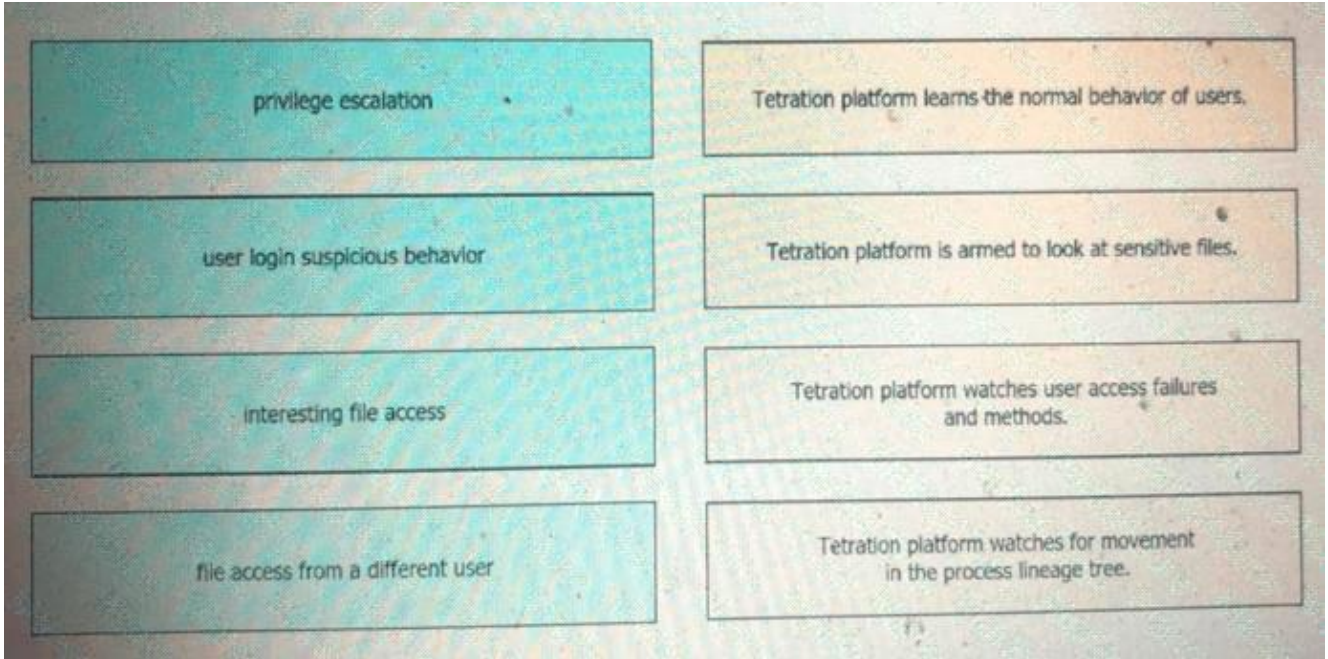 privilege escalation
Tetration platform learns the normal behavior of users.
user login suspicious behavior
Tetration platform is armed to look at sensitive files.
interesting file access
Tetration platform watches user access failures
and methods.
file access from a different user
Tetration platform watches for movement
in the process lineage tree.